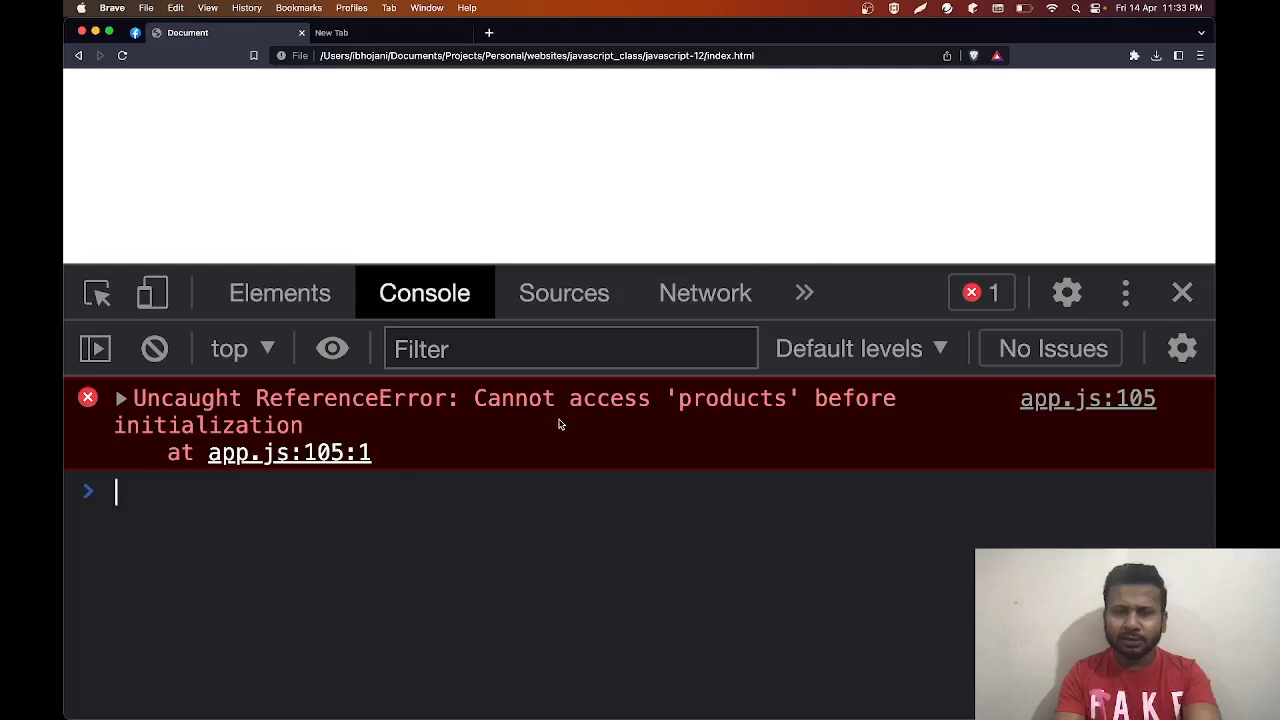 Brave File Edit View History Bookmarks Profiles Tab Window Help Fri 14 Apr 11:33 PM
Document New Tab
File /Users/ibhojani/Documents/Projects/Personal/websites/javascript_class/javascript-12/index.html
Elements Console Sources Network 1
top Filter Default levels No Issues
Uncaught ReferenceError: Cannot access 'products' before app.js:105
initialization
at app.js:105:1